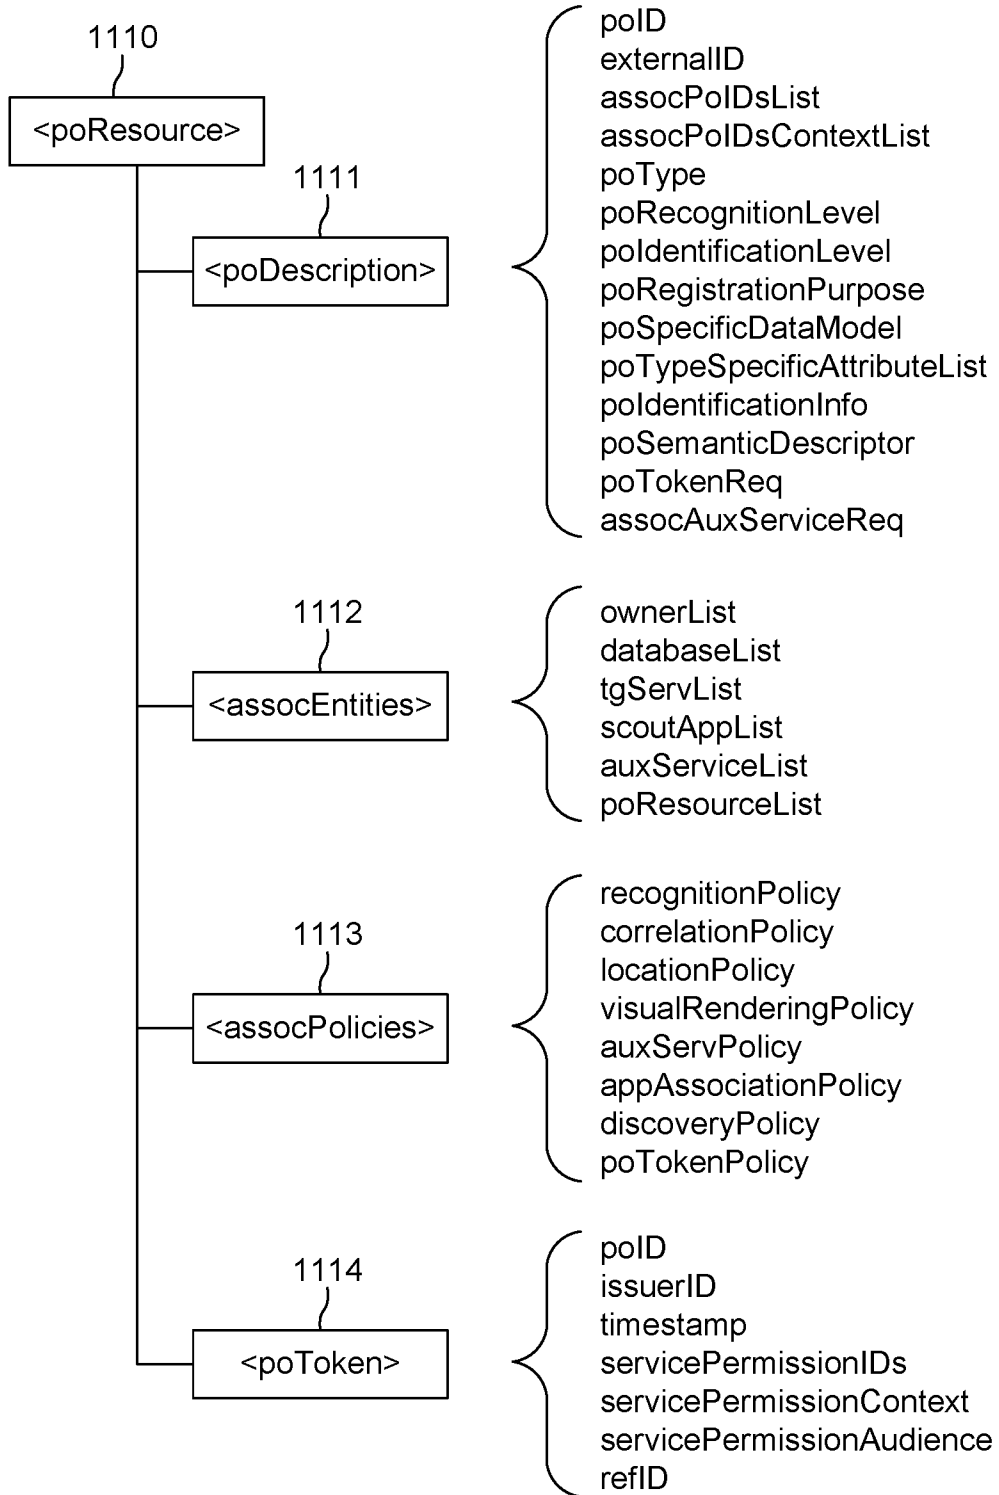 1110
<poResource>
1111
<poDescription>
poID
externalID
assocPoIDsList
assocPoIDsContextList
poType
poRecognitionLevel
poIdentificationLevel
poRegistrationPurpose
poSpecificDataModel
poTypeSpecificAttributeList
poIdentificationInfo
poSemanticDescriptor
poTokenReq
assocAuxServiceReq
1112
<assocEntities>
ownerList
databaseList
tgServList
scoutAppList
auxServiceList
poResourceList
1113
<assocPolicies>
recognitionPolicy
correlationPolicy
locationPolicy
visualRenderingPolicy
auxServPolicy
appAssociationPolicy
discoveryPolicy
poTokenPolicy
1114
<poToken>
poID
issuerID
timestamp
servicePermissionIDs
servicePermissionContext
servicePermissionAudience
refID